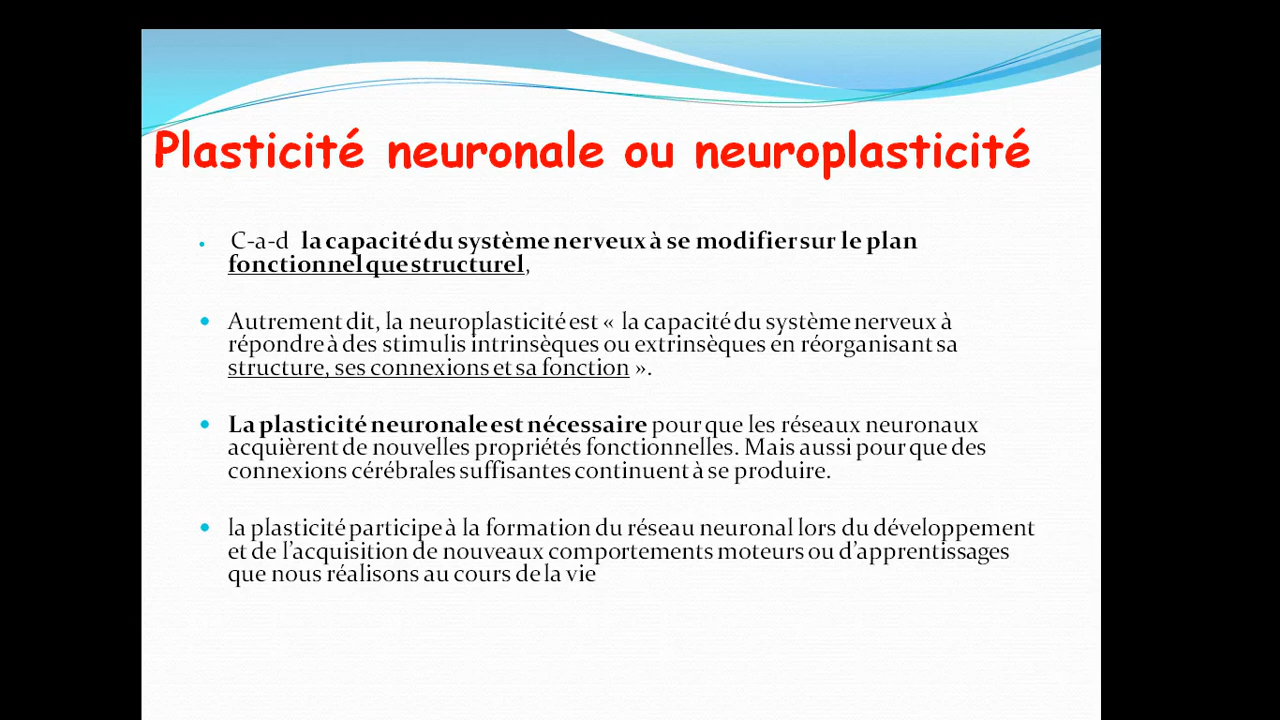 Plasticité neuronale ou neuroplasticité
C-a-d la capacité du système nerveux à se modifier sur le plan
fonctionnel que structurel,
Autrement dit, la neuroplasticité est « la capacité du système nerveux à
répondre à des stimulis intrinsèques ou extrinsèques en réorganisant sa
structure, ses connexions et sa fonction ».
La plasticité neuronale est nécessaire pour que les réseaux neuronaux
acquièrent de nouvelles propriétés fonctionnelles. Mais aussi pour que des
connexions cérébrales suffisantes continuent à se produire.
la plasticité participe à la formation du réseau neuronal lors du développement
et de l’acquisition de nouveaux comportements moteurs ou d’apprentissages
que nous réalisons au cours de la vie